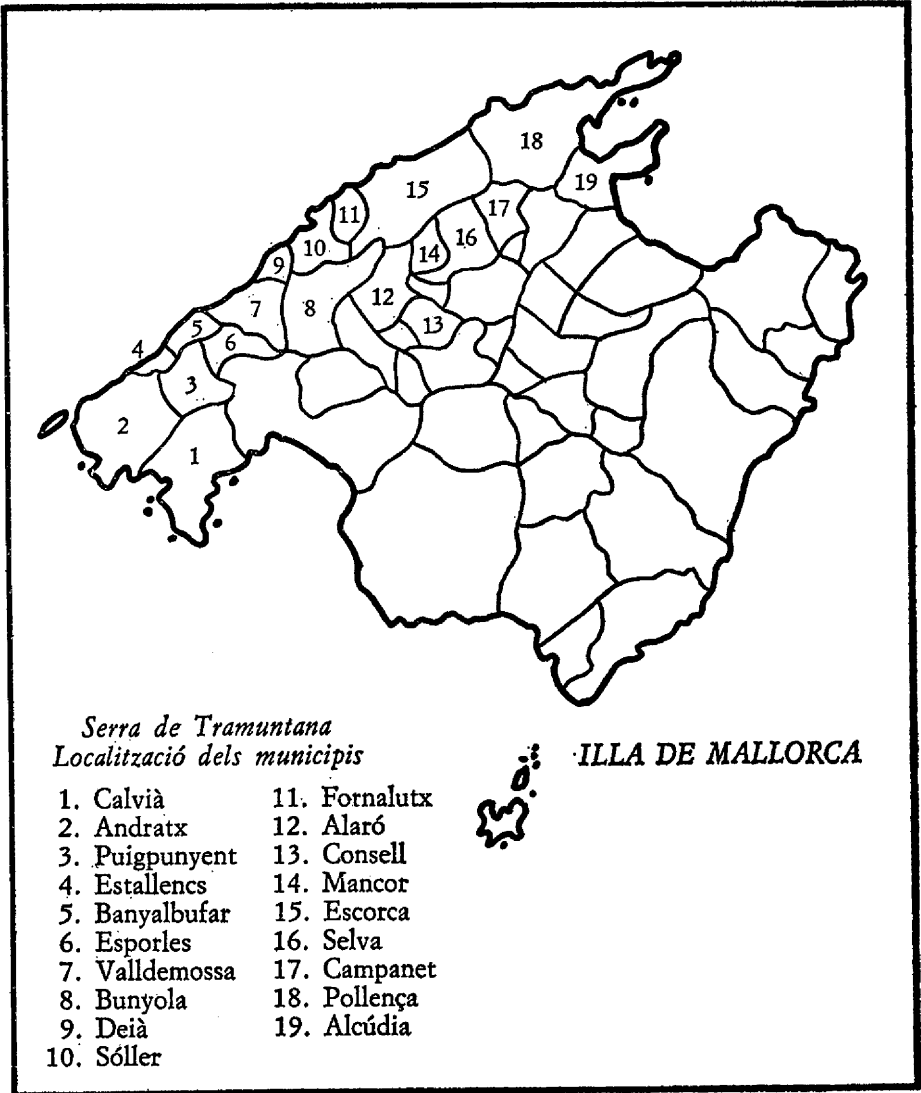 18
15
19
11
17
16
10
14
9
12
7
8
13
5
6
4
3
2
1
Serra de Tramuntana
Localització dels municipis
ILLA DE MALLORCA
1. Calvià
2. Andratx
3. Puigpunyent
4. Estallencs
5. Banyalbufar
6. Esporles
7. Valldemossa
8. Bunyola
9. Deià
10. Sóller
11. Fornalutx
12. Alaró
13. Consell
14. Mancor
15. Escorca
16. Selva
17. Campanet
18. Pollença
19. Alcúdia